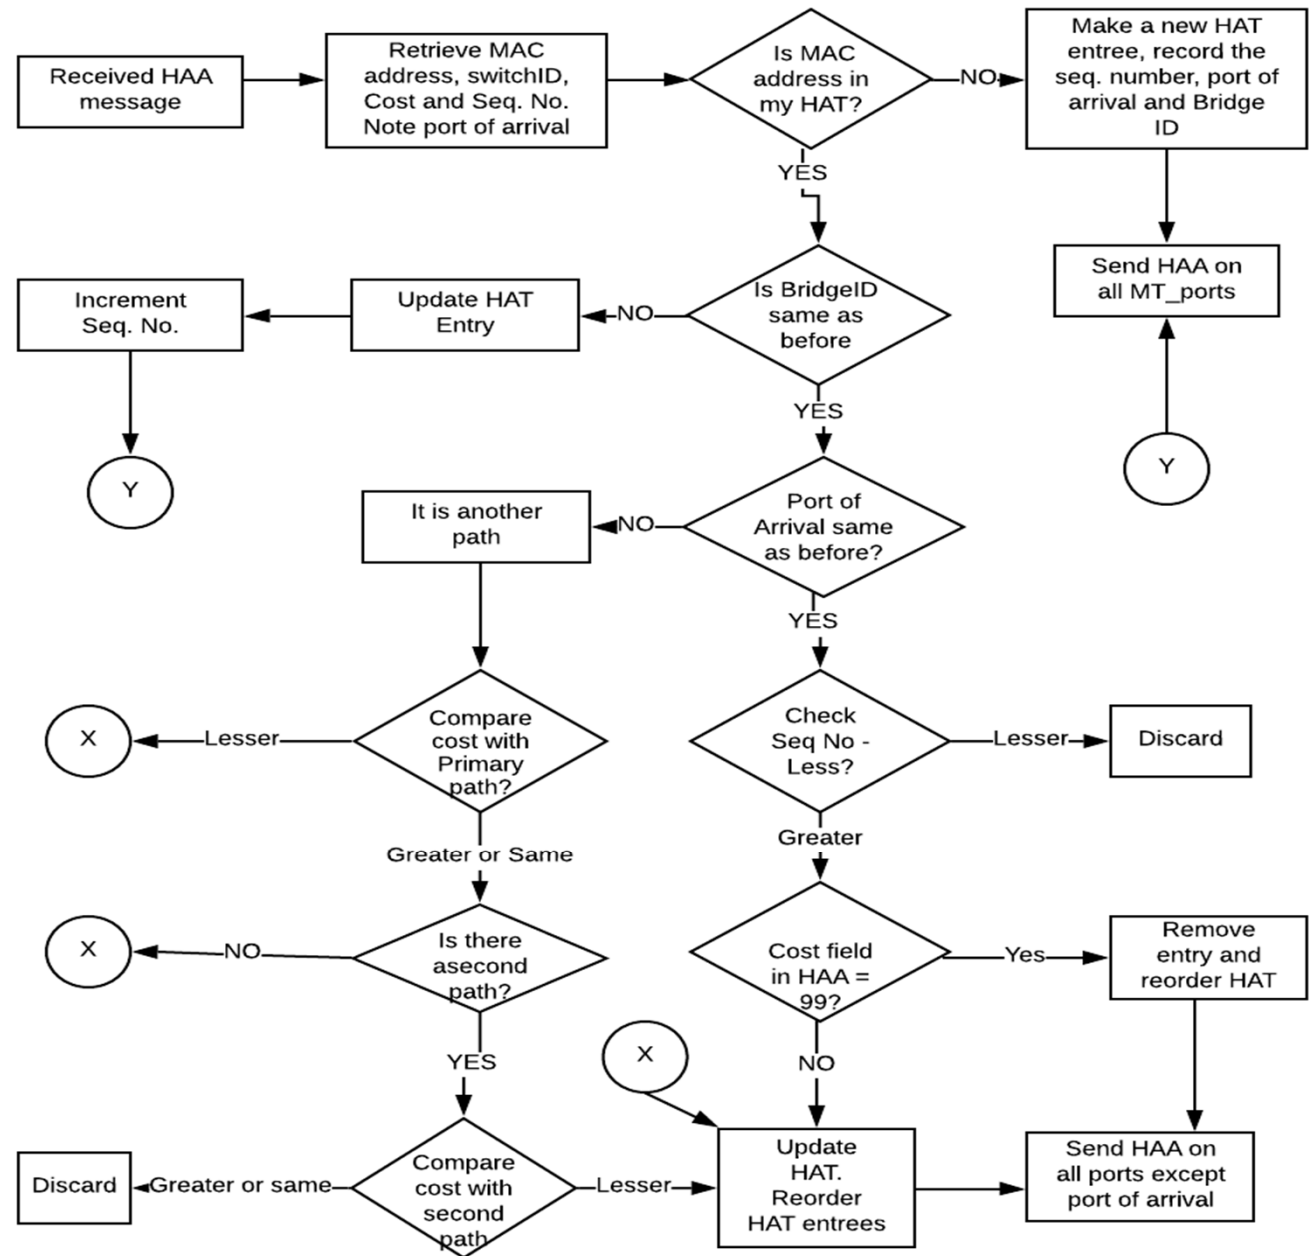 Received HAA
message
Retrieve MAC
address, switchID,
Cost and Seq. No.
Note port of arrival
Is MAC
address in
my HAT?
NO
Make a new HAT
entree, record the
seq. number, port of
arrival and Bridge
ID
YES
Increment
Seq. No.
Update HAT
Entry
NO
Is BridgeID
same as
before
Send HAA on
all MT_ports
YES
Y
Y
It is another
path
NO
Port of
Arrival same
as before?
YES
X
Lesser
Compare
cost with
Primary
path?
Check
Seq No -
Less?
Lesser
Discard
Greater or Same
Greater
X
NO
Is there
asecond
path?
Cost field
in HAA =
99?
Yes
Remove
entry and
reorder HAT
YES
X
NO
Discard
Greater or same
Compare
cost with
second
path
Lesser
Update
HAT.
Reorder
HAT entrees
Send HAA on
all ports except
port of arrival